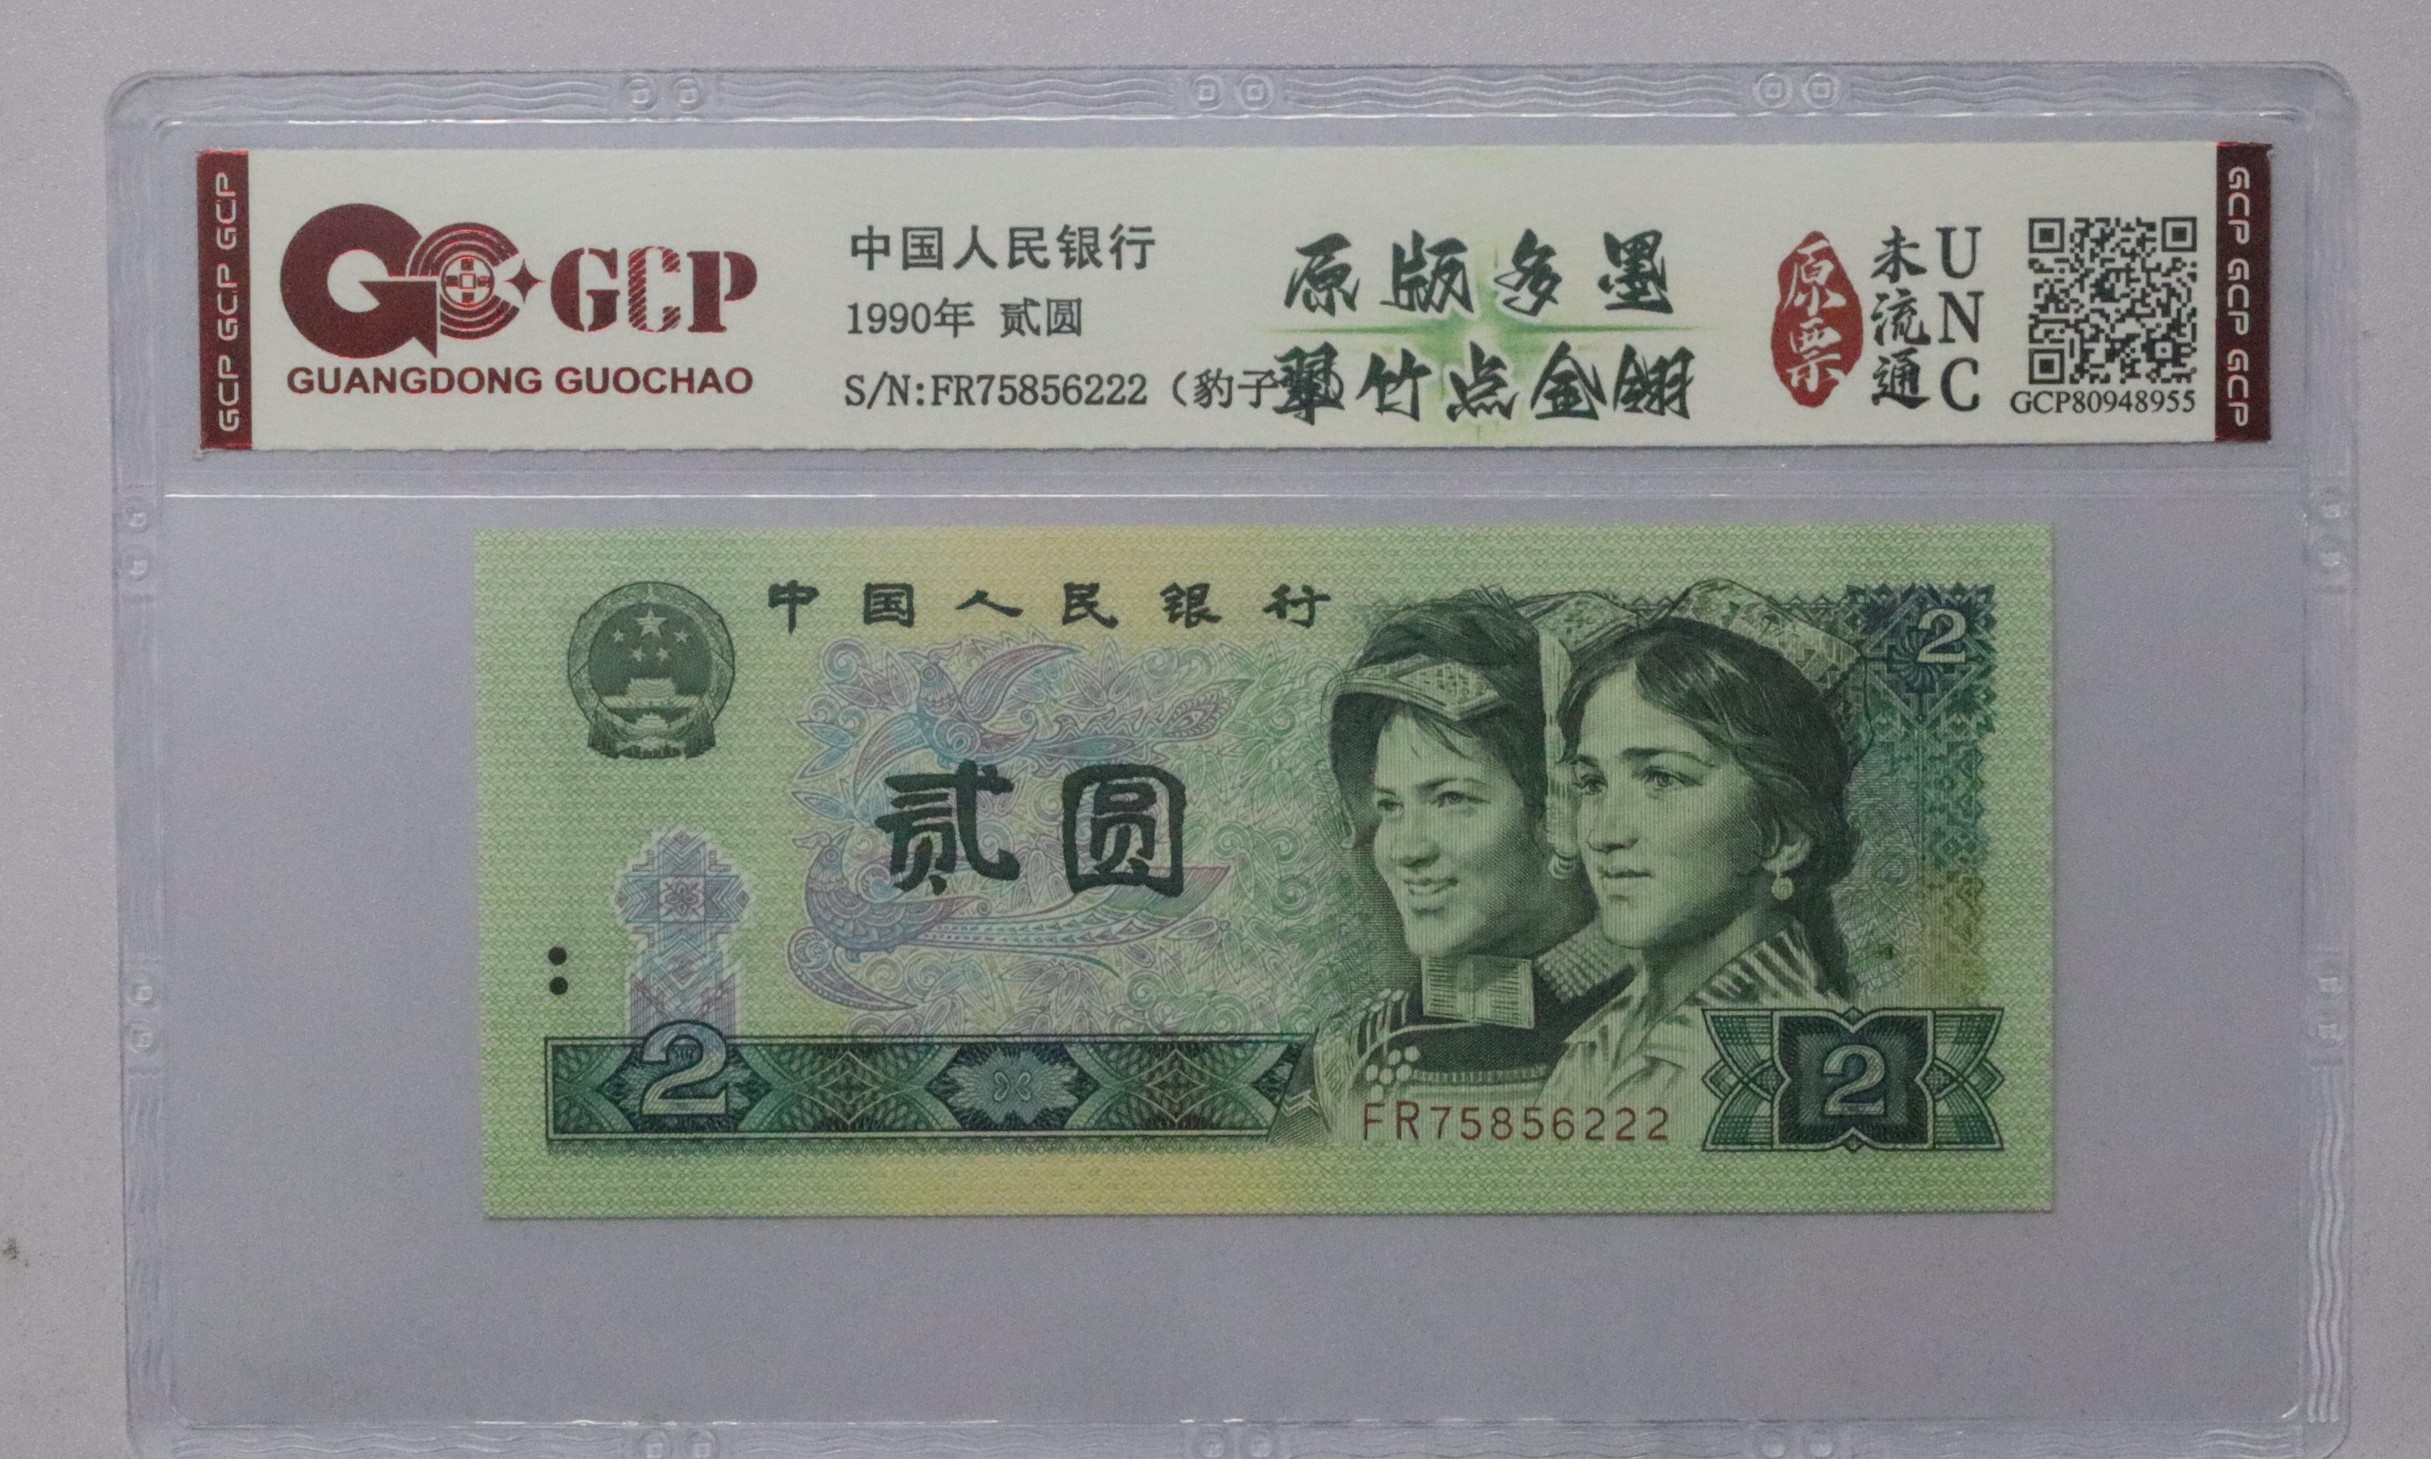 GCP GCP GCP
GCP
GUANGDONG GUOCHAO
中国人民银行
1990年 贰圆
S/N:FR75856222（豹子
原版多墨
翠竹点金翎
原票
未流通
UNC
GCP80948955
GCP GCP GCP
中国人民银行
2
贰圆
2
FR75856222
2